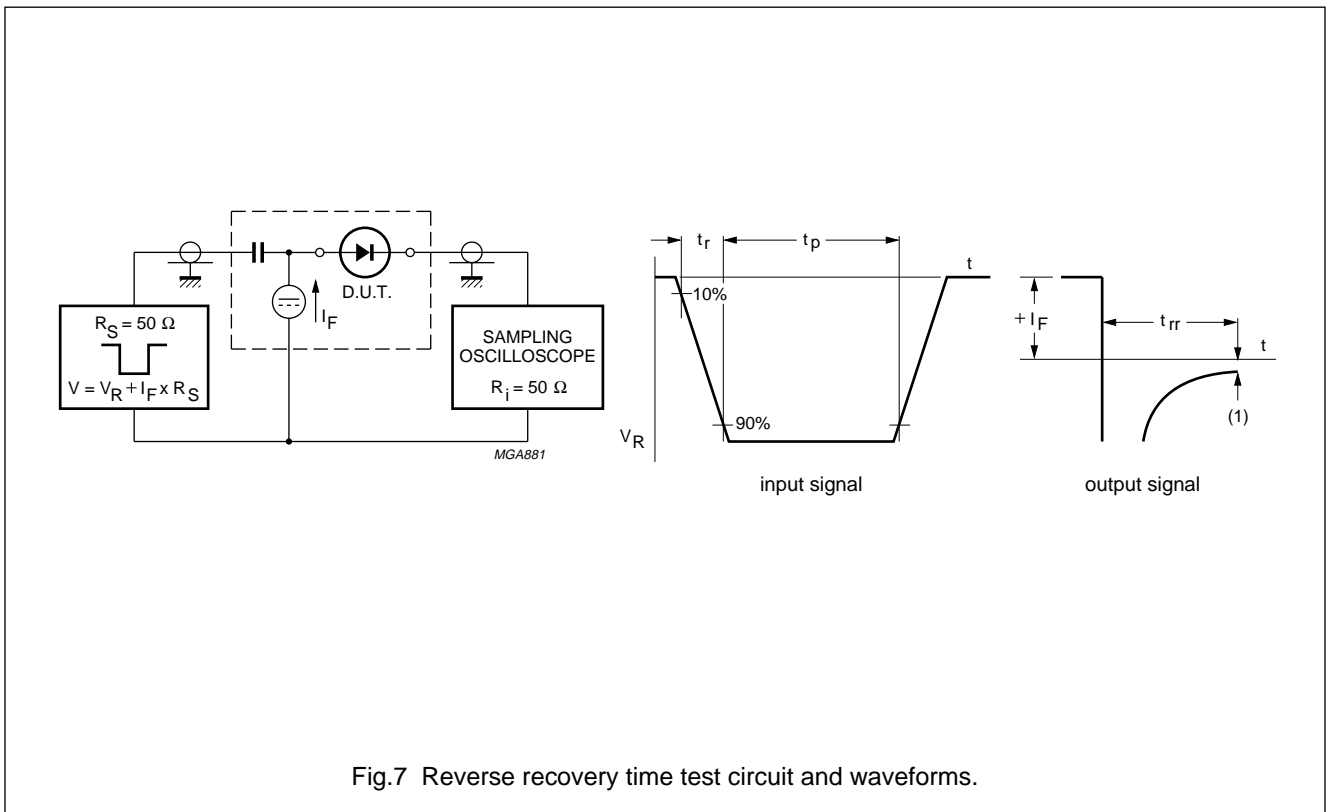 R_S = 50 Ω
V = V_R + I_F x R_S
I_F
D.U.T.
SAMPLING
OSCILLOSCOPE
R_i = 50 Ω
MGA881
t_r
t_p
t
10%
90%
V_R
input signal
+ I_F
t_rr
t
(1)
output signal
Fig.7 Reverse recovery time test circuit and waveforms.